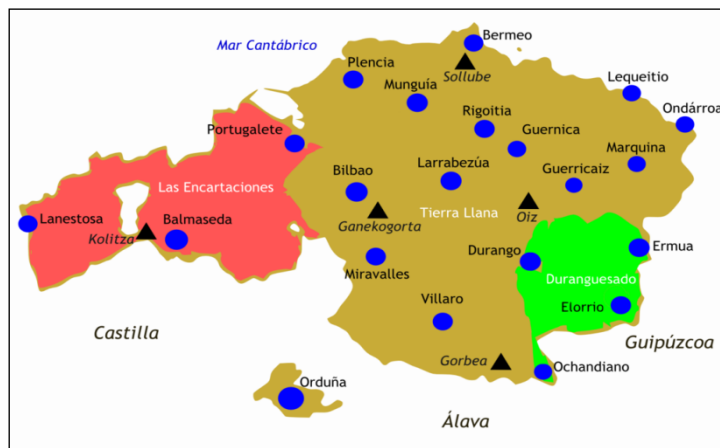 Mar Cantábrico
Bermeo
Plencia
Sollube
Munguía
Lequeitio
Rigoitia
Ondárroa
Portugalete
Guernica
Marquina
Larrabezúa
Bilbao
Guerricaiz
Las Encartaciones
Lanestosa
Balmaseda
Kolitza
Ganekogorta
Tierra Llana
Oiz
Durango
Ermua
Miravalles
Duranguesado
Villaro
Elorrio
Castilla
Guipúzcoa
Gorbea
Ochandiano
Orduña
Álava